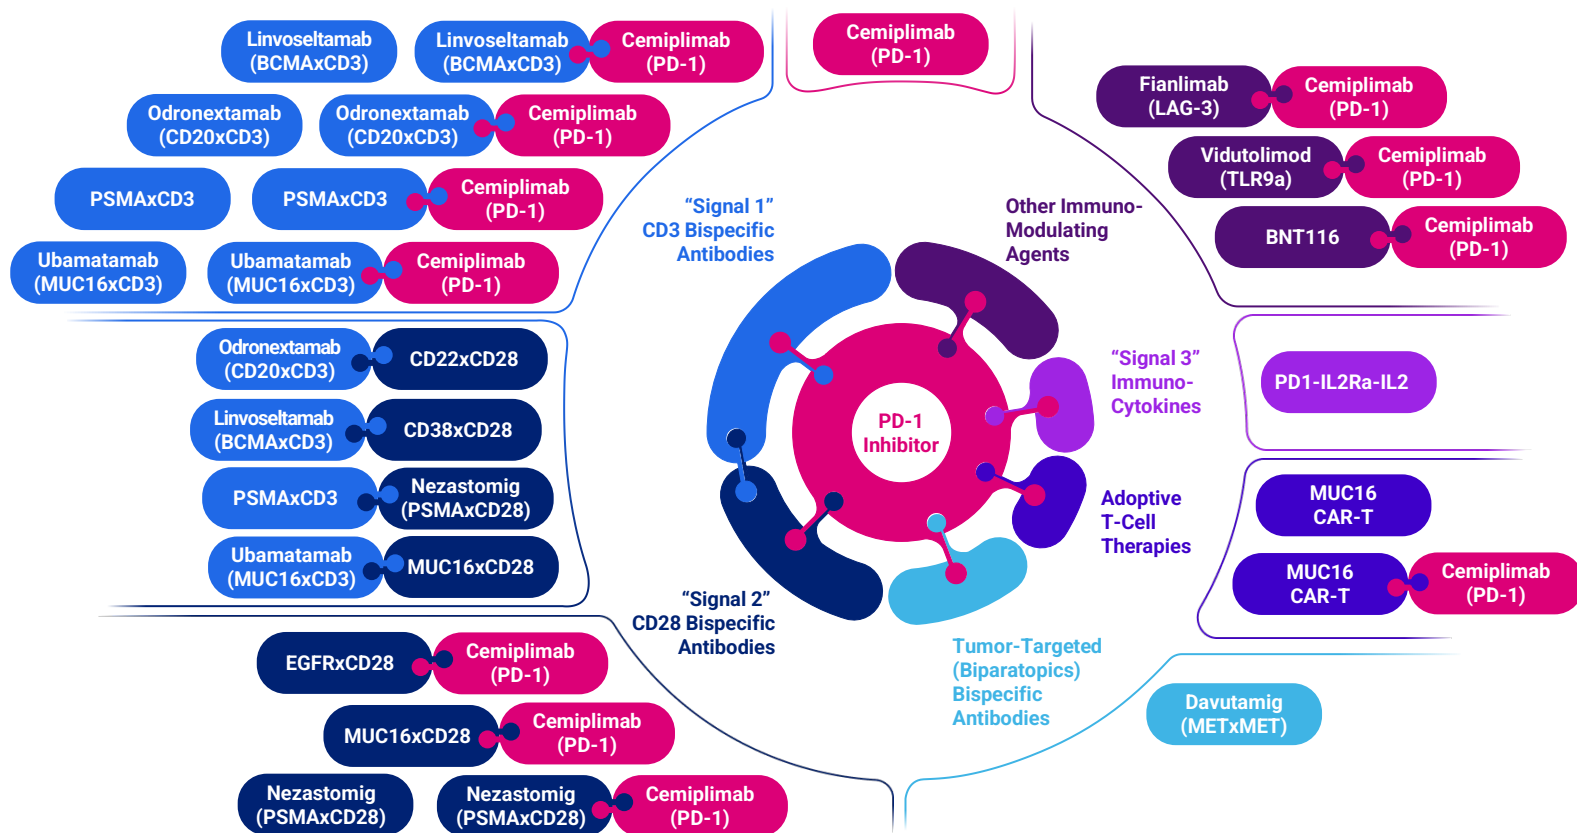 Linvoseltamab
(BCMAxCD3)
Linvoseltamab
(BCMAxCD3)
Cemiplimab
(PD-1)
Odronextamab
(CD20xCD3)
Odronextamab
(CD20xCD3)
Cemiplimab
(PD-1)
PSMAxCD3
PSMAxCD3
Cemiplimab
(PD-1)
Ubamatamab
(MUC16xCD3)
Ubamatamab
(MUC16xCD3)
Cemiplimab
(PD-1)
Cemiplimab
(PD-1)
Fianlimab
(LAG-3)
Cemiplimab
(PD-1)
Vidutolimod
(TLR9a)
Cemiplimab
(PD-1)
BNT116
Cemiplimab
(PD-1)
“Signal 1”
CD3 Bispecific
Antibodies
Other Immuno-
Modulating
Agents
Odronextamab
(CD20xCD3)
CD22xCD28
Linvoseltamab
(BCMAxCD3)
CD38xCD28
PSMAxCD3
Nezastomig
(PSMAxCD28)
Ubamatamab
(MUC16xCD3)
MUC16xCD28
PD-1
Inhibitor
“Signal 3”
Immuno-
Cytokines
PD1-IL2Ra-IL2
Adoptive
T-Cell
Therapies
MUC16
CAR-T
MUC16
CAR-T
Cemiplimab
(PD-1)
“Signal 2”
CD28 Bispecific
Antibodies
Tumor-Targeted
(Biparatopics)
Bispecific
Antibodies
Davutamig
(METxMET)
EGFRxCD28
Cemiplimab
(PD-1)
MUC16xCD28
Cemiplimab
(PD-1)
Nezastomig
(PSMAxCD28)
Nezastomig
(PSMAxCD28)
Cemiplimab
(PD-1)